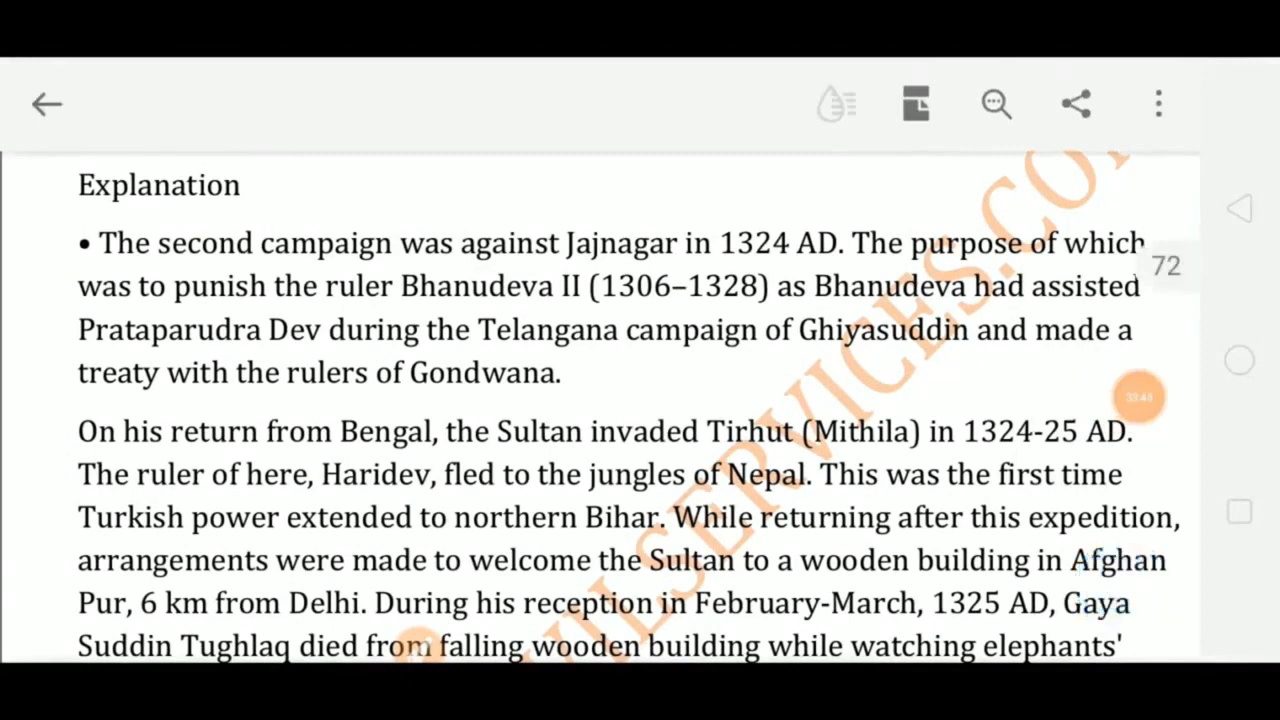 Explanation
• The second campaign was against Jajnagar in 1324 AD. The purpose of which
72
was to punish the ruler Bhanudeva II (1306–1328) as Bhanudeva had assisted
Prataparudra Dev during the Telangana campaign of Ghiyasuddin and made a
treaty with the rulers of Gondwana.
On his return from Bengal, the Sultan invaded Tirhut (Mithila) in 1324-25 AD.
The ruler of here, Haridev, fled to the jungles of Nepal. This was the first time
Turkish power extended to northern Bihar. While returning after this expedition,
arrangements were made to welcome the Sultan to a wooden building in Afghan
Pur, 6 km from Delhi. During his reception in February-March, 1325 AD, Gaya
Suddin Tughlaq died from falling wooden building while watching elephants'
VILSERVICES.CO